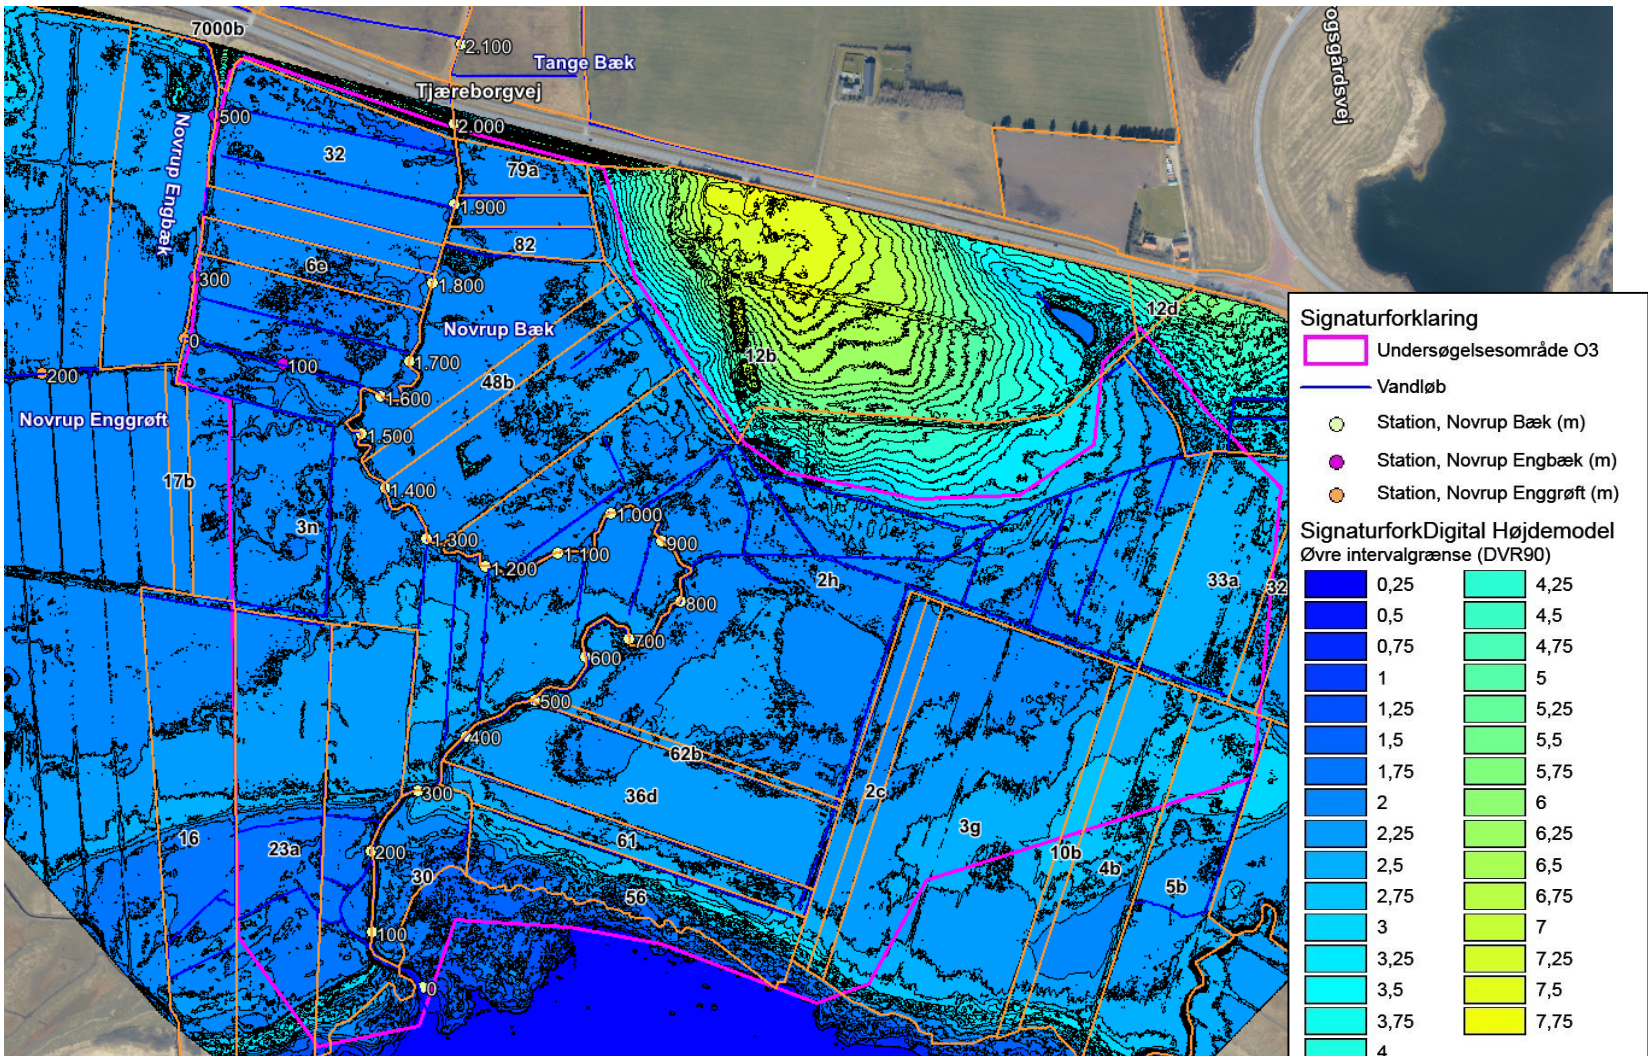 7000b
2.100
Tange Bæk
ogsgårdsvej
Tjæreborgvej
500
2.000
Novrup Engbæk
32
79a
1.900
82
6e
300
1.800
12d
Novrup Bæk
0
12b
100
1.700
200
48b
1.600
Novrup Enggrøft
1.500
17b
1.400
3n
1.000
1.300
900
1.100
1.200
2h
33a
32
800
700
600
500
400
62b
300
36d
2c
3g
16
61
10b
23a
200
4b
30
5b
56
100
0
Signaturforklaring
Undersøgelsesområde O3
Vandløb
Station, Novrup Bæk (m)
Station, Novrup Engbæk (m)
Station, Novrup Enggrøft (m)
SignaturforkDigital Højdemodel
Øvre intervalgrænse (DVR90)
0,25
0,5
0,75
1
1,25
1,5
1,75
2
2,25
2,5
2,75
3
3,25
3,5
3,75
4
4,25
4,5
4,75
5
5,25
5,5
5,75
6
6,25
6,5
6,75
7
7,25
7,5
7,75